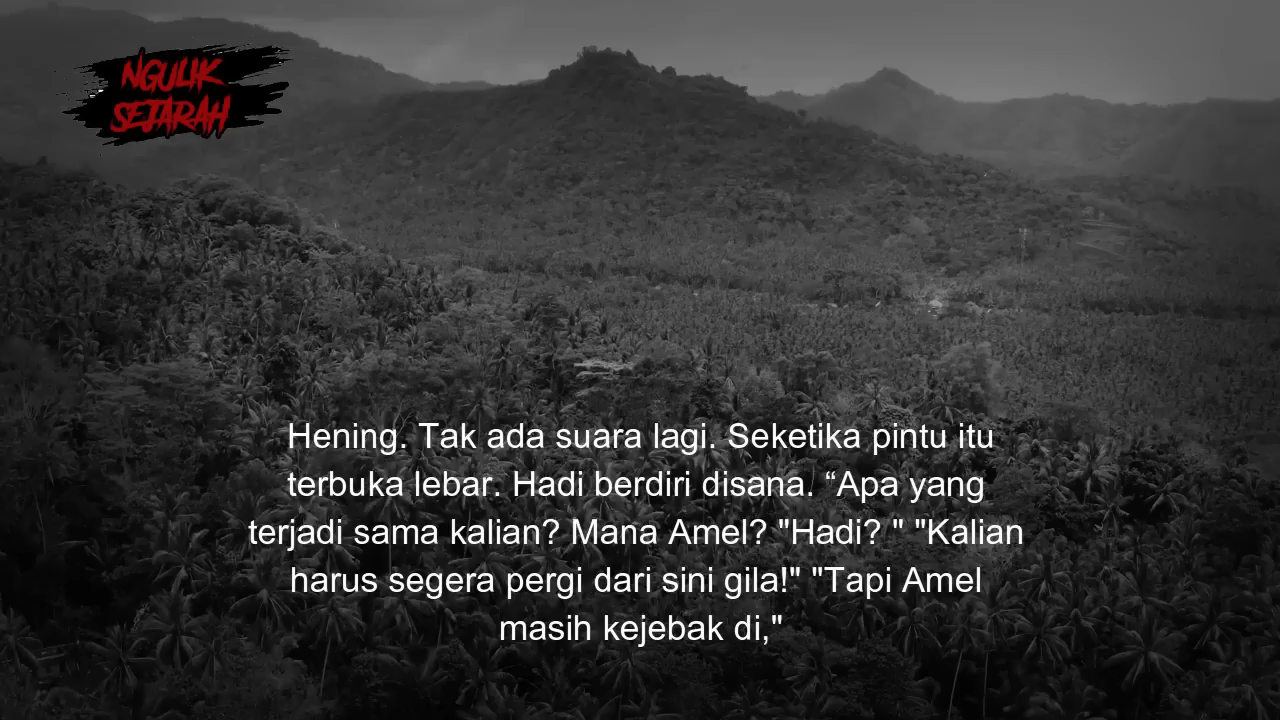 NGULIK
SEJARAH
Hening. Tak ada suara lagi. Seketika pintu itu
terbuka lebar. Hadi berdiri disana. “Apa yang
terjadi sama kalian? Mana Amel? "Hadi? " "Kalian
harus segera pergi dari sini gila!" "Tapi Amel
masih kejebak di,"